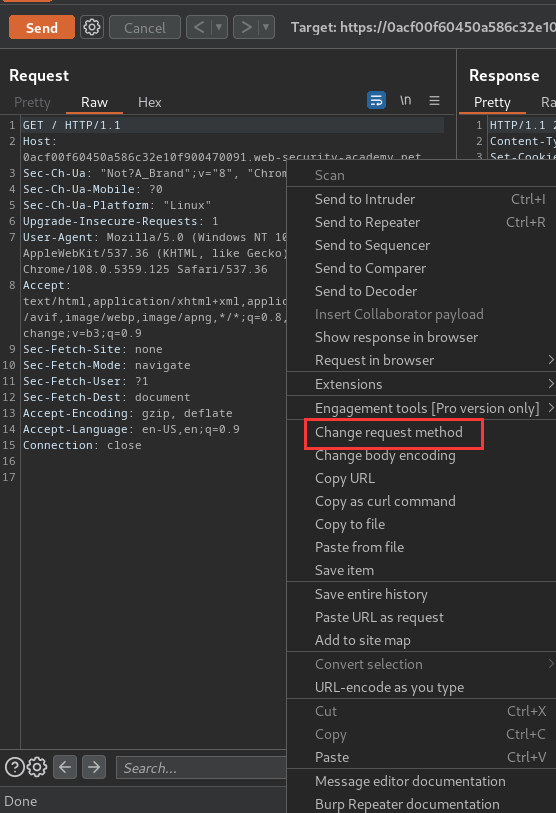 Send
Cancel
<
>
Target: https://0acf00f60450a586c32e10
Request
Response
Pretty
Raw
Hex
\n
Pretty
Ra
1 GET / HTTP/1.1
2 Host:
0acf00f60450a586c32e10f900470091.web-security-academy.net
3 Sec-Ch-Ua: "Not?A_Brand";v="8", "Chrom
4 Sec-Ch-Ua-Mobile: ?0
5 Sec-Ch-Ua-Platform: "Linux"
6 Upgrade-Insecure-Requests: 1
7 User-Agent: Mozilla/5.0 (Windows NT 10
AppleWebKit/537.36 (KHTML, like Gecko)
Chrome/108.0.5359.125 Safari/537.36
8 Accept:
text/html,application/xhtml+xml,applic
/avif,image/webp,image/apng,*/*;q=0.8,
change;v=b3;q=0.9
9 Sec-Fetch-Site: none
10 Sec-Fetch-Mode: navigate
11 Sec-Fetch-User: ?1
12 Sec-Fetch-Dest: document
13 Accept-Encoding: gzip, deflate
14 Accept-Language: en-US,en;q=0.9
15 Connection: close
16
17
1 HTTP/1.1 2
2 Content-Ty
3 Set-Cookie
Scan
Send to Intruder Ctrl+I
Send to Repeater Ctrl+R
Send to Sequencer
Send to Comparer
Send to Decoder
Insert Collaborator payload
Show response in browser
Request in browser >
Extensions >
Engagement tools [Pro version only] >
Change request method
Change body encoding
Copy URL
Copy as curl command
Copy to file
Paste from file
Save item
Save entire history
Paste URL as request
Add to site map
Convert selection >
URL-encode as you type
Cut Ctrl+X
Copy Ctrl+C
Paste Ctrl+V
Message editor documentation
Burp Repeater documentation
?
Search...
Done